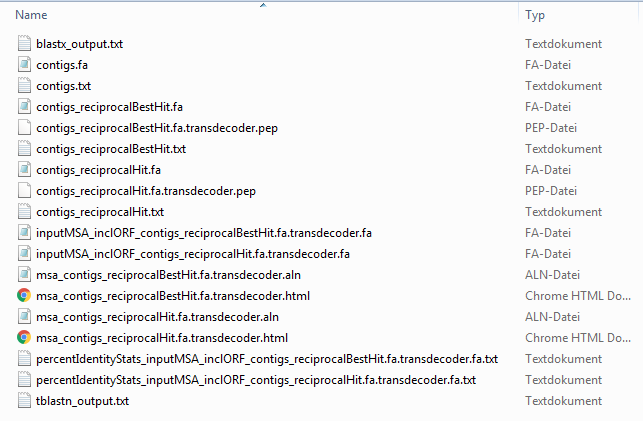 Name Typ
blastx_output.txt Textdokument
contigs.fa FA-Datei
contigs.txt Textdokument
contigs_reciprocalBestHit.fa FA-Datei
contigs_reciprocalBestHit.fa.transdecoder.pep PEP-Datei
contigs_reciprocalBestHit.txt Textdokument
contigs_reciprocalHit.fa FA-Datei
contigs_reciprocalHit.fa.transdecoder.pep PEP-Datei
contigs_reciprocalHit.txt Textdokument
inputMSA_inclORF_contigs_reciprocalBestHit.fa.transdecoder.fa FA-Datei
inputMSA_inclORF_contigs_reciprocalHit.fa.transdecoder.fa FA-Datei
msa_contigs_reciprocalBestHit.fa.transdecoder.aln ALN-Datei
msa_contigs_reciprocalBestHit.fa.transdecoder.html Chrome HTML Do...
msa_contigs_reciprocalHit.fa.transdecoder.aln ALN-Datei
msa_contigs_reciprocalHit.fa.transdecoder.html Chrome HTML Do...
percentIdentityStats_inputMSA_inclORF_contigs_reciprocalBestHit.fa.transdecoder.fa.txt Textdokument
percentIdentityStats_inputMSA_inclORF_contigs_reciprocalHit.fa.transdecoder.fa.txt Textdokument
tblastn_output.txt Textdokument